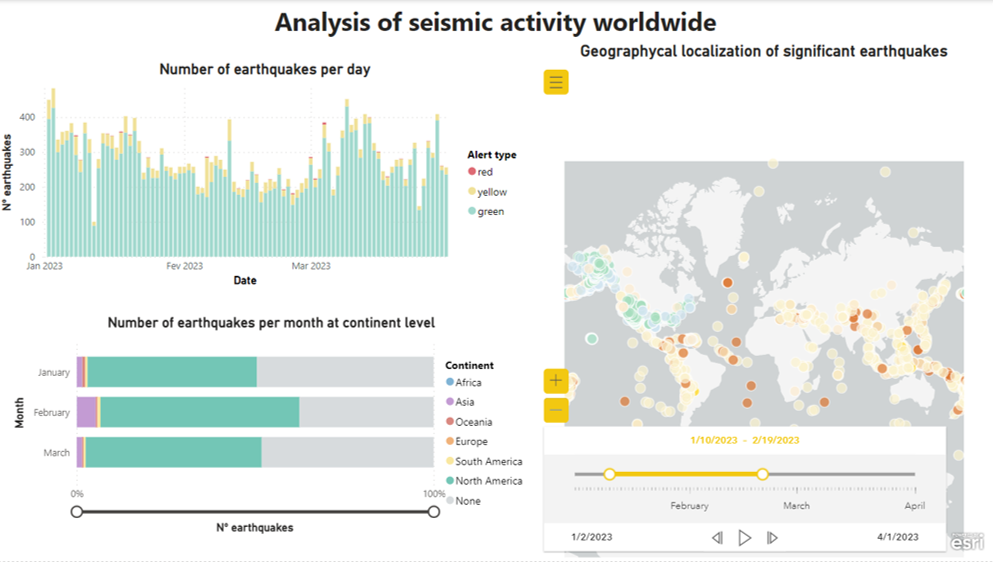 Analysis of seismic activity worldwide
Number of earthquakes per day
N° earthquakes
400
300
200
100
0
Jan 2023
Fev 2023
Mar 2023
Date
Alert type
red
yellow
green
Number of earthquakes per month at continent level
Month
January
February
March
0%
100%
N° earthquakes
Continent
Africa
Asia
Oceania
Europe
South America
North America
None
Geographycal localization of significant earthquakes
1/10/2023 - 2/19/2023
February
March
April
1/2/2023
4/1/2023
esri